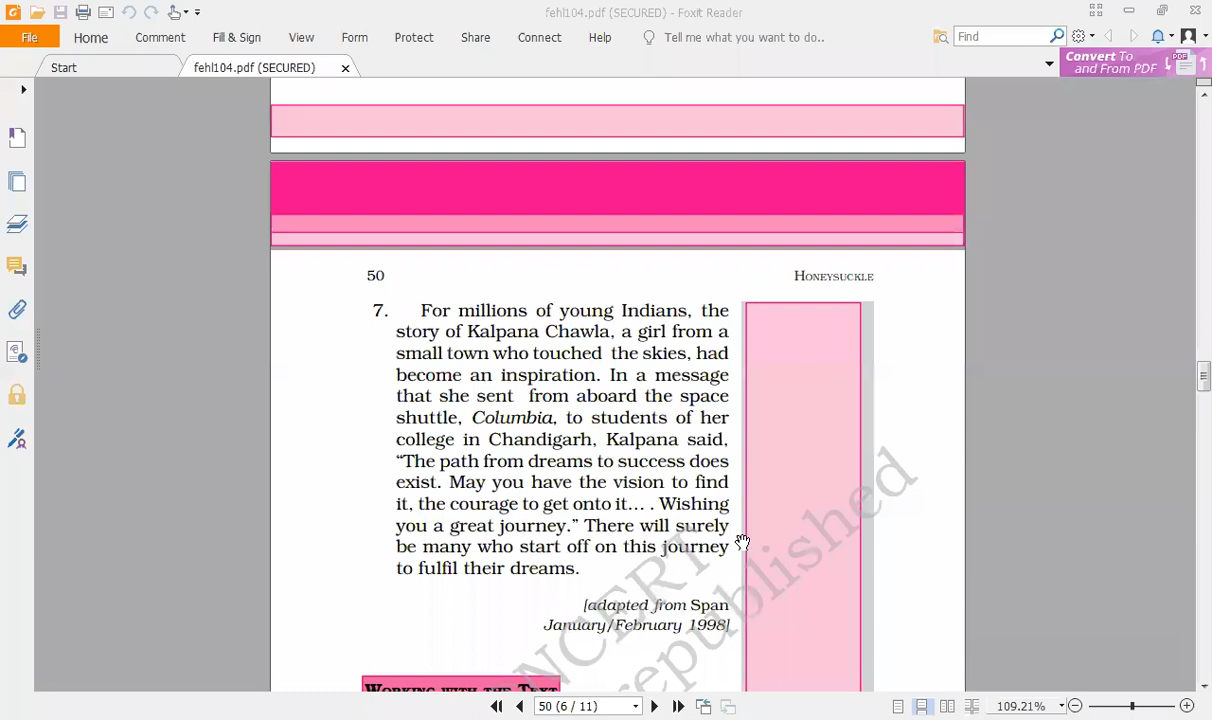 fehl104.pdf (SECURED) - Foxit Reader
File Home Comment Fill & Sign View Form Protect Share Connect Help Tell me what you want to do.. Find
Start fehl104.pdf (SECURED)
Convert To
and From PDF
PDF
50 HONEYSUCKLE
7. For millions of young Indians, the
story of Kalpana Chawla, a girl from a
small town who touched the skies, had
become an inspiration. In a message
that she sent from aboard the space
shuttle, Columbia, to students of her
college in Chandigarh, Kalpana said,
“The path from dreams to success does
exist. May you have the vision to find
it, the courage to get onto it... . Wishing
you a great journey.” There will surely
be many who start off on this journey
to fulfil their dreams.
[adapted from Span
January/February 1998]
WORKING WITH THE TEXT
NCERT
republished
50 (6 / 11) 109.21%